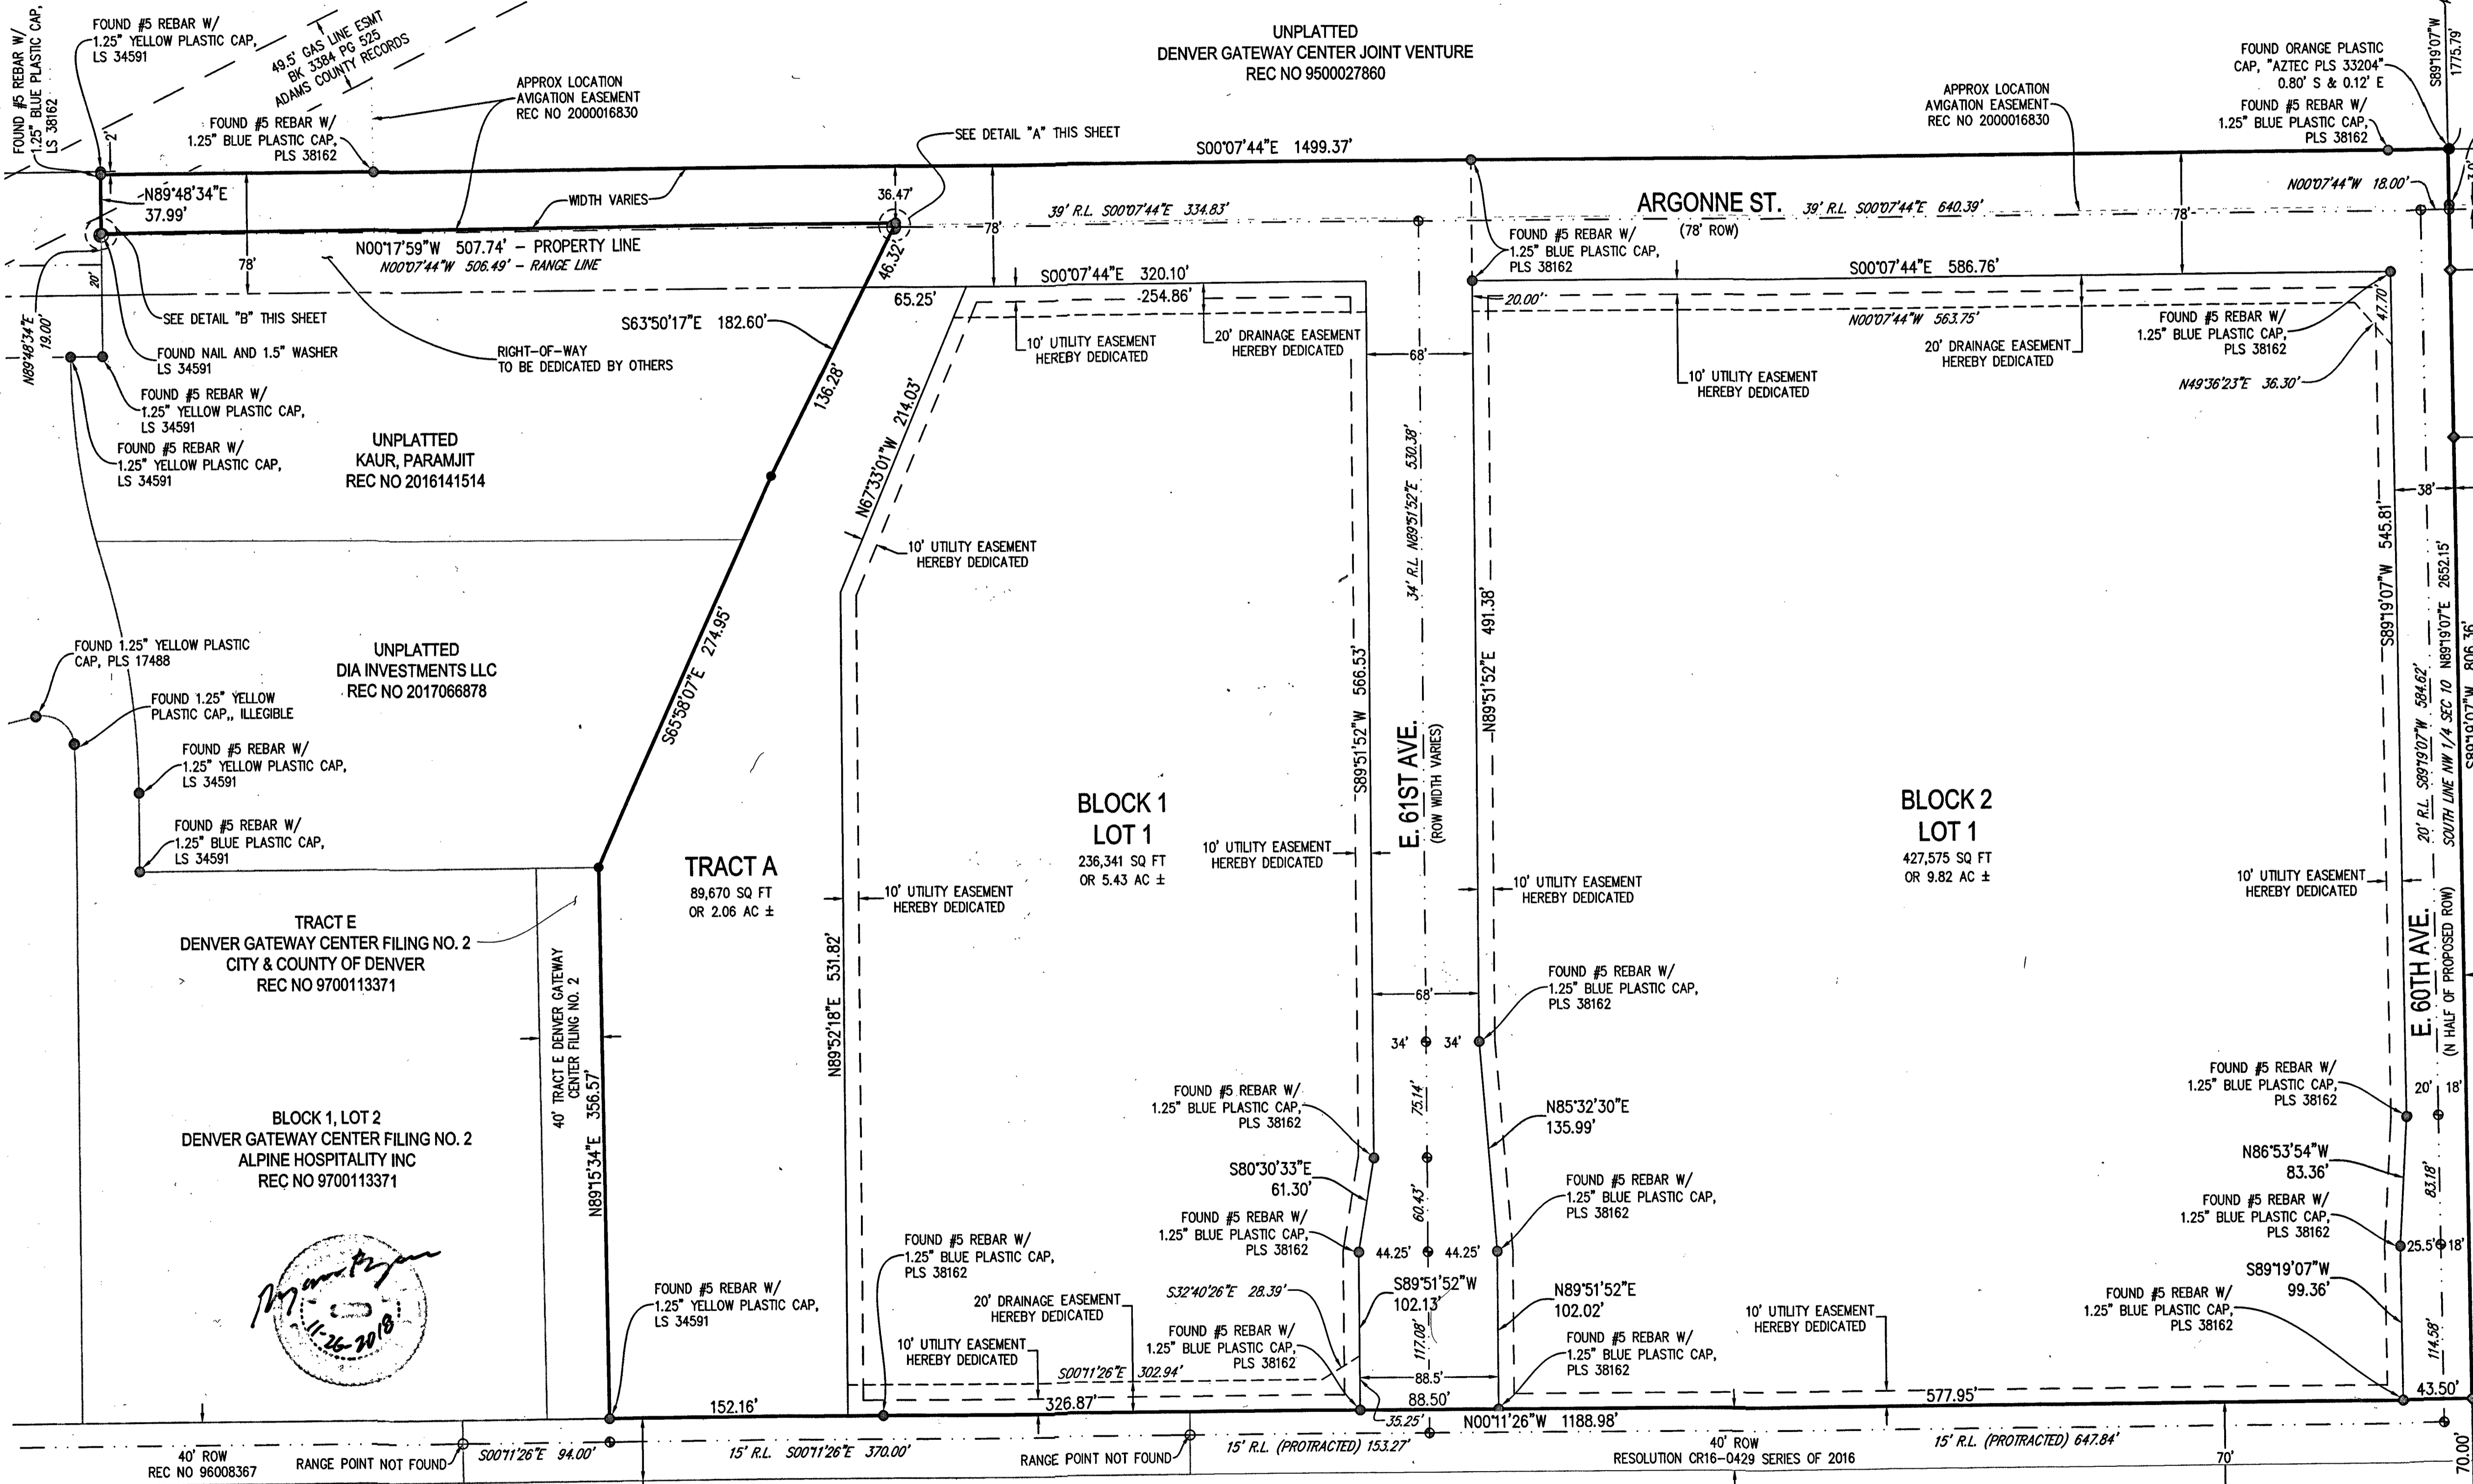 FOUND #5 REBAR W/
1.25" BLUE PLASTIC CAP,
LS 38162
FOUND #5 REBAR W/
1.25" YELLOW PLASTIC CAP,
LS 34591
49.5' GAS LINE ESMT
BK 3384 PG 525
ADAMS COUNTY RECORDS
2'
FOUND #5 REBAR W/
1.25" BLUE PLASTIC CAP,
PLS 38162
APPROX LOCATION
AVIGATION EASEMENT
REC NO 2000016830
UNPLATTED
DENVER GATEWAY CENTER JOINT VENTURE
REC NO 9500027860
SEE DETAIL "A" THIS SHEET
S00°07'44"E 1499.37'
APPROX LOCATION
AVIGATION EASEMENT
REC NO 2000016830
FOUND ORANGE PLASTIC
CAP, "AZTEC PLS 33204"
0.80' S & 0.12' E
FOUND #5 REBAR W/
1.25" BLUE PLASTIC CAP,
PLS 38162
S89°19'07"W
1775.79'
N00°07'44"W 18.00'
N89°48'34"E
37.99'
WIDTH VARIES
36.47'
39' R.L. S00°07'44"E 334.83'
ARGONNE ST.
(78' ROW)
39' R.L. S00°07'44"E 640.39'
78'
78'
78'
N00°17'59"W 507.74' - PROPERTY LINE
N00°07'44"W 506.49' - RANGE LINE
46.32'
FOUND #5 REBAR W/
1.25" BLUE PLASTIC CAP,
PLS 38162
S00°07'44"E 320.10'
S00°07'44"E 586.76'
20'
N89°48'34"E
19.00'
65.25'
254.86'
20.00'
N00°07'44"W 563.75'
47.70'
SEE DETAIL "B" THIS SHEET
FOUND NAIL AND 1.5" WASHER
LS 34591
RIGHT-OF-WAY
TO BE DEDICATED BY OTHERS
S63°50'17"E 182.60'
10' UTILITY EASEMENT
HEREBY DEDICATED
20' DRAINAGE EASEMENT
HEREBY DEDICATED
68'
10' UTILITY EASEMENT
HEREBY DEDICATED
20' DRAINAGE EASEMENT
HEREBY DEDICATED
FOUND #5 REBAR W/
1.25" BLUE PLASTIC CAP,
PLS 38162
N49°36'23"E 36.30'
FOUND #5 REBAR W/
1.25" YELLOW PLASTIC CAP,
LS 34591
FOUND #5 REBAR W/
1.25" YELLOW PLASTIC CAP,
LS 34591
UNPLATTED
KAUR, PARAMJIT
REC NO 2016141514
136.28'
N67°33'01"W 214.03'
34' R.L. N89°51'52"E 530.38'
38'
10' UTILITY EASEMENT
HEREBY DEDICATED
S65°58'07"E 274.95'
S89°51'52"W 566.53'
N89°51'52"E 491.38'
S89°19'07"W 545.81'
20' R.L. S89°19'07"W 584.62'
SOUTH LINE NW 1/4 SEC 10 N89°19'07"E 2652.15'
S89°19'07"W 806.36'
FOUND 1.25" YELLOW PLASTIC
CAP, PLS 17488
FOUND 1.25" YELLOW
PLASTIC CAP,, ILLEGIBLE
UNPLATTED
DIA INVESTMENTS LLC
REC NO 2017066878
FOUND #5 REBAR W/
1.25" YELLOW PLASTIC CAP,
LS 34591
FOUND #5 REBAR W/
1.25" BLUE PLASTIC CAP,
LS 34591
TRACT A
89,670 SQ FT
OR 2.06 AC ±
BLOCK 1
LOT 1
236,341 SQ FT
OR 5.43 AC ±
10' UTILITY EASEMENT
HEREBY DEDICATED
10' UTILITY EASEMENT
HEREBY DEDICATED
E. 61ST AVE.
(ROW WIDTH VARIES)
10' UTILITY EASEMENT
HEREBY DEDICATED
BLOCK 2
LOT 1
427,575 SQ FT
OR 9.82 AC ±
10' UTILITY EASEMENT
HEREBY DEDICATED
E. 60TH AVE.
(N HALF OF PROPOSED ROW)
TRACT E
DENVER GATEWAY CENTER FILING NO. 2
CITY & COUNTY OF DENVER
REC NO 9700113371
40' TRACT E DENVER GATEWAY
CENTER FILING NO. 2
N89°15'34"E 356.57'
N89°52'18"E 531.82'
68'
34'
34'
75.14'
FOUND #5 REBAR W/
1.25" BLUE PLASTIC CAP,
PLS 38162
BLOCK 1, LOT 2
DENVER GATEWAY CENTER FILING NO. 2
ALPINE HOSPITALITY INC
REC NO 9700113371
FOUND #5 REBAR W/
1.25" BLUE PLASTIC CAP,
PLS 38162
N85°32'30"E
135.99'
FOUND #5 REBAR W/
1.25" BLUE PLASTIC CAP,
PLS 38162
20'
18'
S80°30'33"E
61.30'
60.43'
FOUND #5 REBAR W/
1.25" BLUE PLASTIC CAP,
PLS 38162
N86°53'54"W
83.36'
83.18'
FOUND #5 REBAR W/
1.25" BLUE PLASTIC CAP,
PLS 38162
44.25'
44.25'
FOUND #5 REBAR W/
1.25" BLUE PLASTIC CAP,
PLS 38162
25.5'
18'
11-26-2018
FOUND #5 REBAR W/
1.25" YELLOW PLASTIC CAP,
LS 34591
FOUND #5 REBAR W/
1.25" BLUE PLASTIC CAP,
PLS 38162
20' DRAINAGE EASEMENT
HEREBY DEDICATED
10' UTILITY EASEMENT
HEREBY DEDICATED
S32°40'26"E 28.39'
S89°51'52"W
102.13'
117.08'
N89°51'52"E
102.02'
FOUND #5 REBAR W/
1.25" BLUE PLASTIC CAP,
PLS 38162
FOUND #5 REBAR W/
1.25" BLUE PLASTIC CAP,
PLS 38162
10' UTILITY EASEMENT
HEREBY DEDICATED
FOUND #5 REBAR W/
1.25" BLUE PLASTIC CAP,
PLS 38162
S89°19'07"W
99.36'
114.58'
S00°11'26"E 302.94'
88.5'
152.16'
326.87'
88.50'
35.25'
N00°11'26"W 1188.98'
577.95'
43.50'
40' ROW
REC NO 96008367
RANGE POINT NOT FOUND
S00°11'26"E 94.00'
15' R.L. S00°11'26"E 370.00'
RANGE POINT NOT FOUND
15' R.L. (PROTRACTED) 153.27'
40' ROW
RESOLUTION CR16-0429 SERIES OF 2016
15' R.L. (PROTRACTED) 647.84'
70'
70.00'